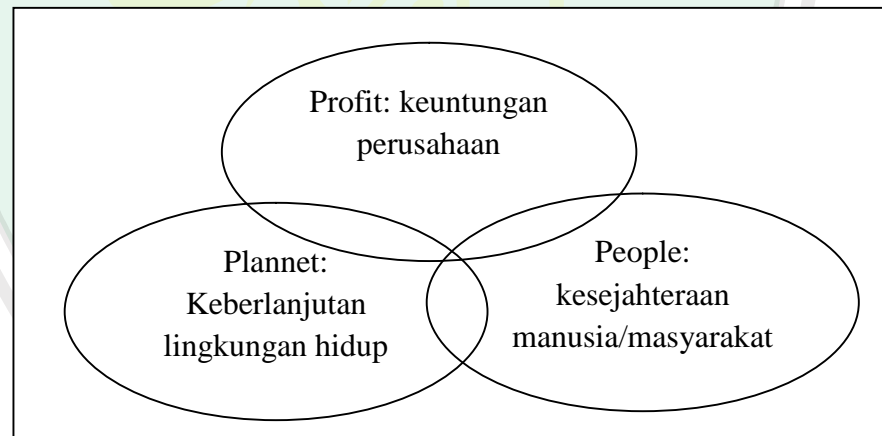 Profit: keuntungan
perusahaan
Plannet:
Keberlanjutan
lingkungan hidup
People:
kesejahteraan
manusia/masyarakat